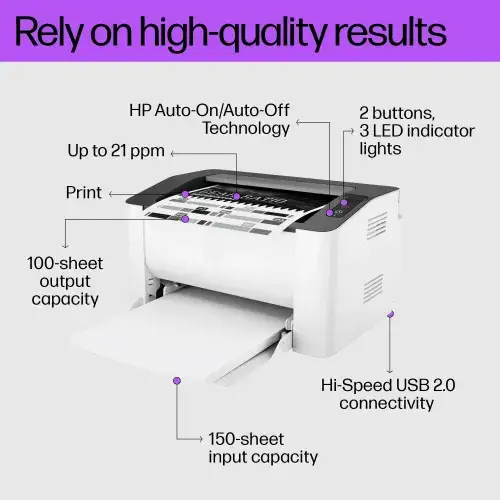 Rely on high-quality results
HP Auto-On/Auto-Off
Technology
2 buttons,
3 LED indicator
lights
Up to 21 ppm
Print
100-sheet
output
capacity
Hi-Speed USB 2.0
connectivity
150-sheet
input capacity